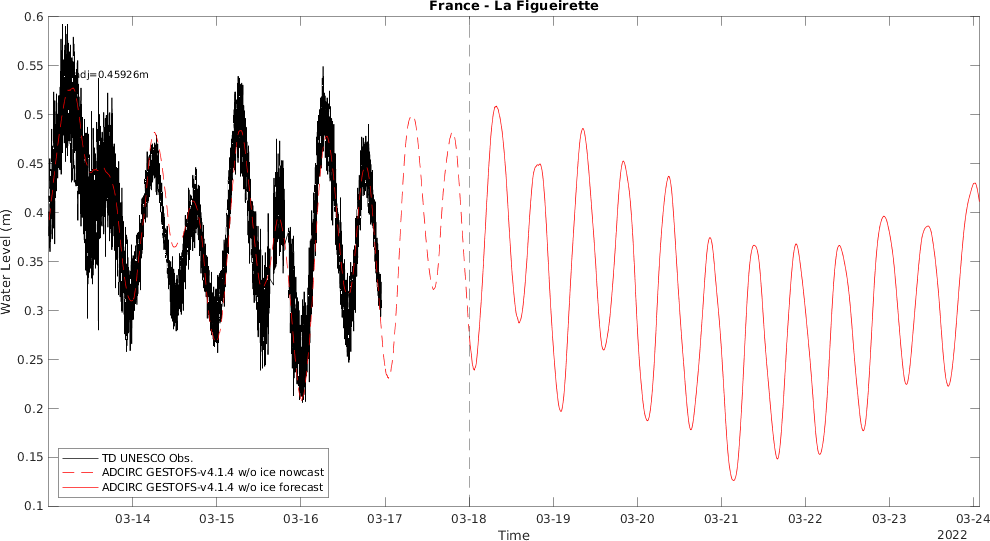 France - La Figueirette
0.6
0.55
0.5
0.45
0.4
0.35
0.3
0.25
0.2
0.15
0.1
Water Level (m)
adj=0.45926m
TD UNESCO Obs.
ADCIRC GESTOFS-v4.1.4 w/o ice nowcast
ADCIRC GESTOFS-v4.1.4 w/o ice forecast
03-14 03-15 03-16 03-17 03-18 03-19 03-20 03-21 03-22 03-23 03-24
Time
2022